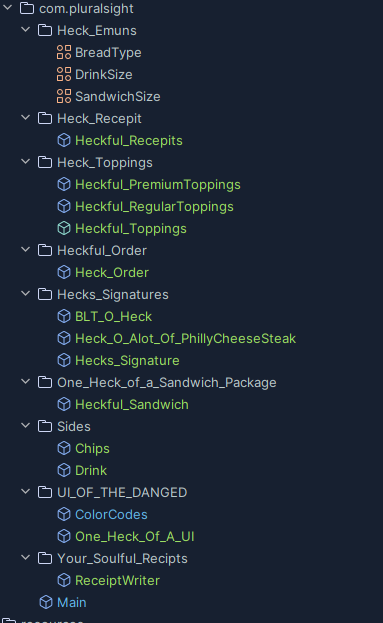 com.pluralsight
Heck_Emuns
BreadType
DrinkSize
SandwichSize
Heck_Recepit
Heckful_Recepits
Heck_Toppings
Heckful_PremiumToppings
Heckful_RegularToppings
Heckful_Toppings
Heckful_Order
Heck_Order
Hecks_Signatures
BLT_O_Heck
Heck_O_Alot_Of_PhillyCheeseSteak
Hecks_Signature
One_Heck_of_a_Sandwich_Package
Heckful_Sandwich
Sides
Chips
Drink
UI_OF_THE_DANGED
ColorCodes
One_Heck_Of_A_UI
Your_Soulful_Recipts
ReceiptWriter
Main